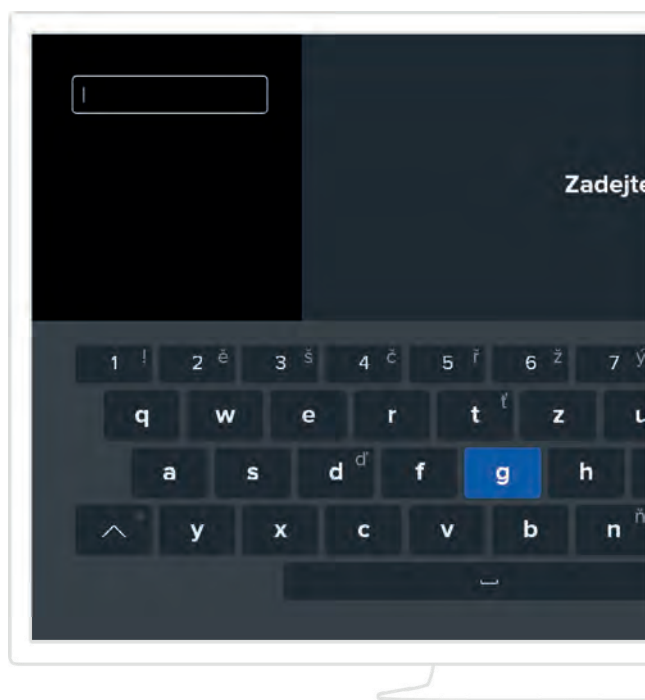 Zadejte
1 ! 2 ě 3 š 4 č 5 ř 6 ž 7 ý
q w e r t ť z u
a s d ď f g h
y x c v b n ň